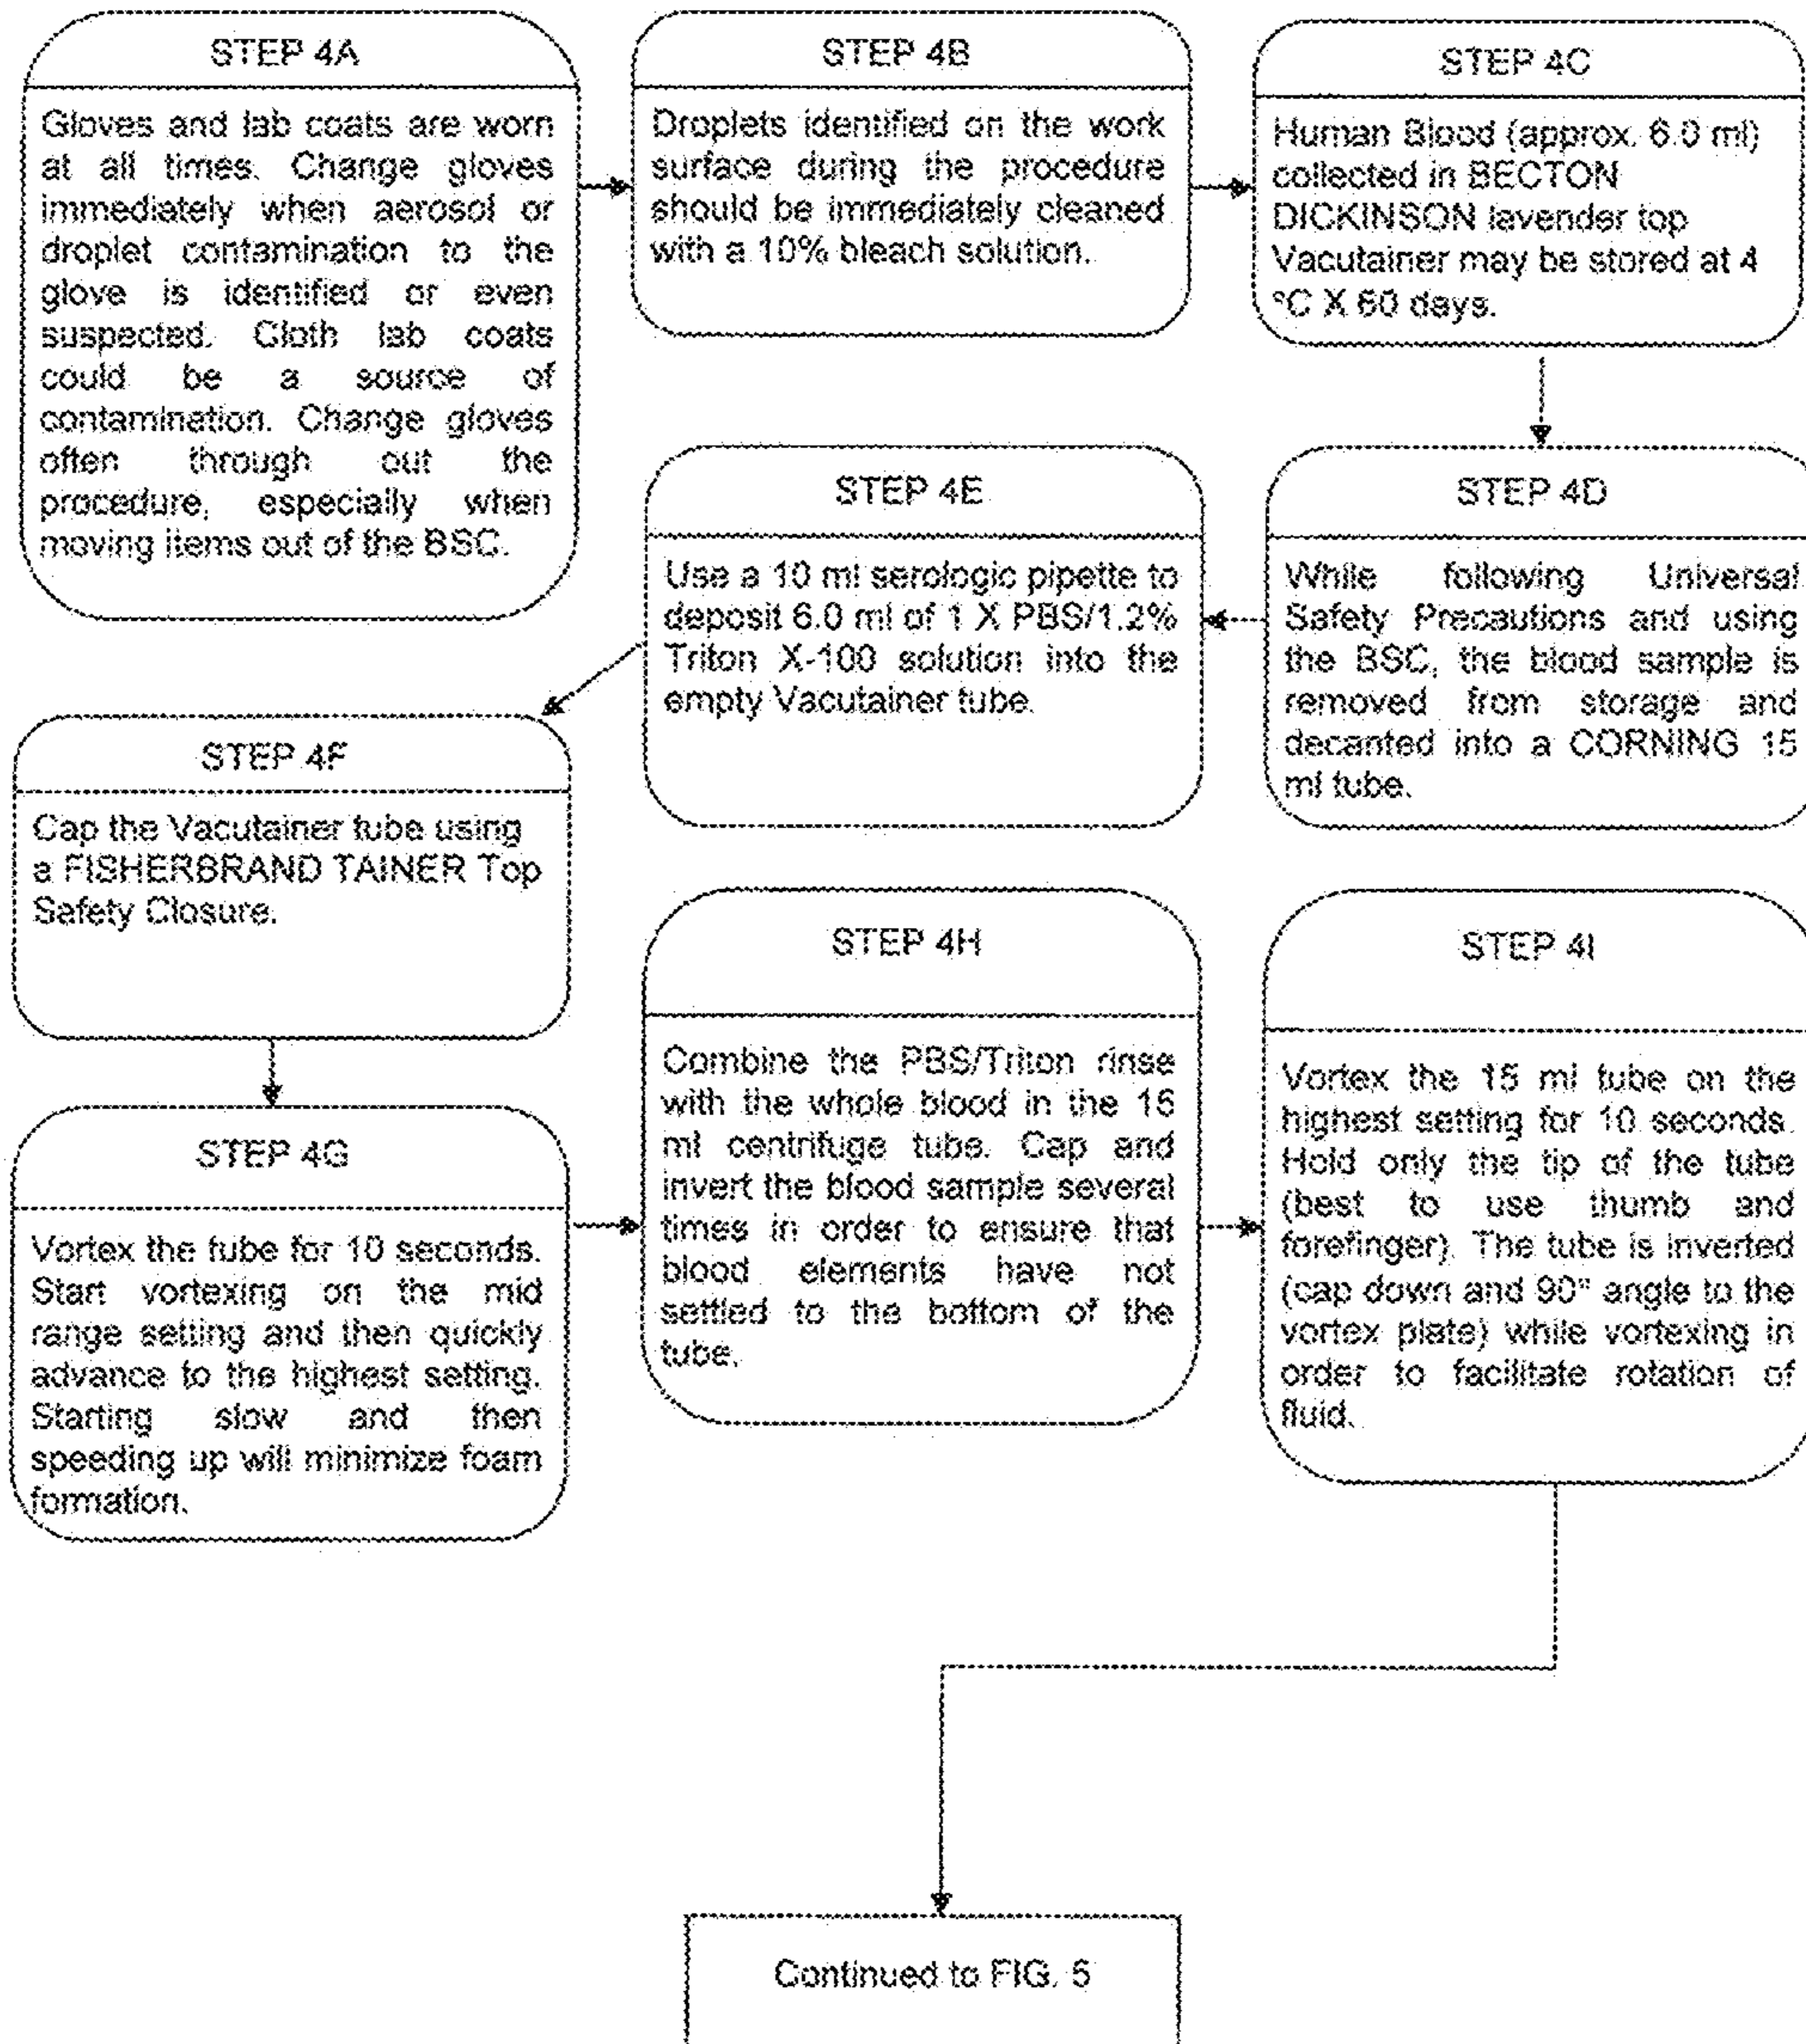 STEP 4A
Gloves and lab coats are worn
at all times. Change gloves
immediately when aerosol or
droplet contamination to the
glove is identified or even
suspected. Cloth lab coats
could be a source of
contamination. Change gloves
often through out the
procedure, especially when
moving items out of the BSC.
STEP 4B
Droplets identified on the work
surface during the procedure
should be immediately cleaned
with a 10% bleach solution.
STEP 4C
Human Blood (approx. 6.0 ml)
collected in BECTON
DICKINSON lavender top
Vacutainer may be stored at 4
°C X 60 days.
STEP 4D
While following Universal
Safety Precautions and using
the BSC, the blood sample is
removed from storage and
decanted into a CORNING 15
ml tube.
STEP 4E
Use a 10 ml serologic pipette to
deposit 6.0 ml of 1 X PBS/1.2%
Triton X-100 solution into the
empty Vacutainer tube.
STEP 4F
Cap the Vacutainer tube using
a FISHERBRAND TAINER Top
Safety Closure.
STEP 4G
Vortex the tube for 10 seconds.
Start vortexing on the mid
range setting and then quickly
advance to the highest setting.
Starting slow and then
speeding up will minimize foam
formation.
STEP 4H
Combine the PBS/Triton rinse
with the whole blood in the 15
ml centrifuge tube. Cap and
invert the blood sample several
times in order to ensure that
blood elements have not
settled to the bottom of the
tube.
STEP 4I
Vortex the 15 ml tube on the
highest setting for 10 seconds.
Hold only the tip of the tube
(best to use thumb and
forefinger). The tube is inverted
(cap down and 90° angle to the
vortex plate) while vortexing in
order to facilitate rotation of
fluid.
Continued to FIG. 5